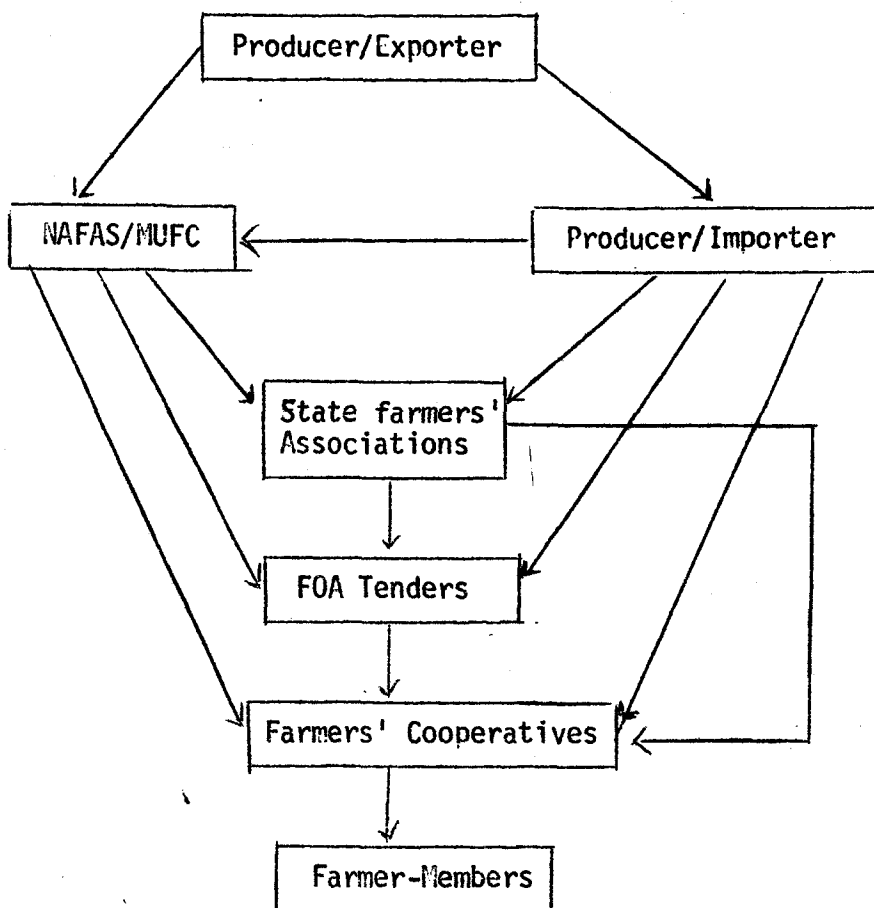 Producer/Exporter
NAFAS/MUFC
Producer/Importer
State farmers'
Associations
FOA Tenders
Farmers' Cooperatives
Farmer-Members